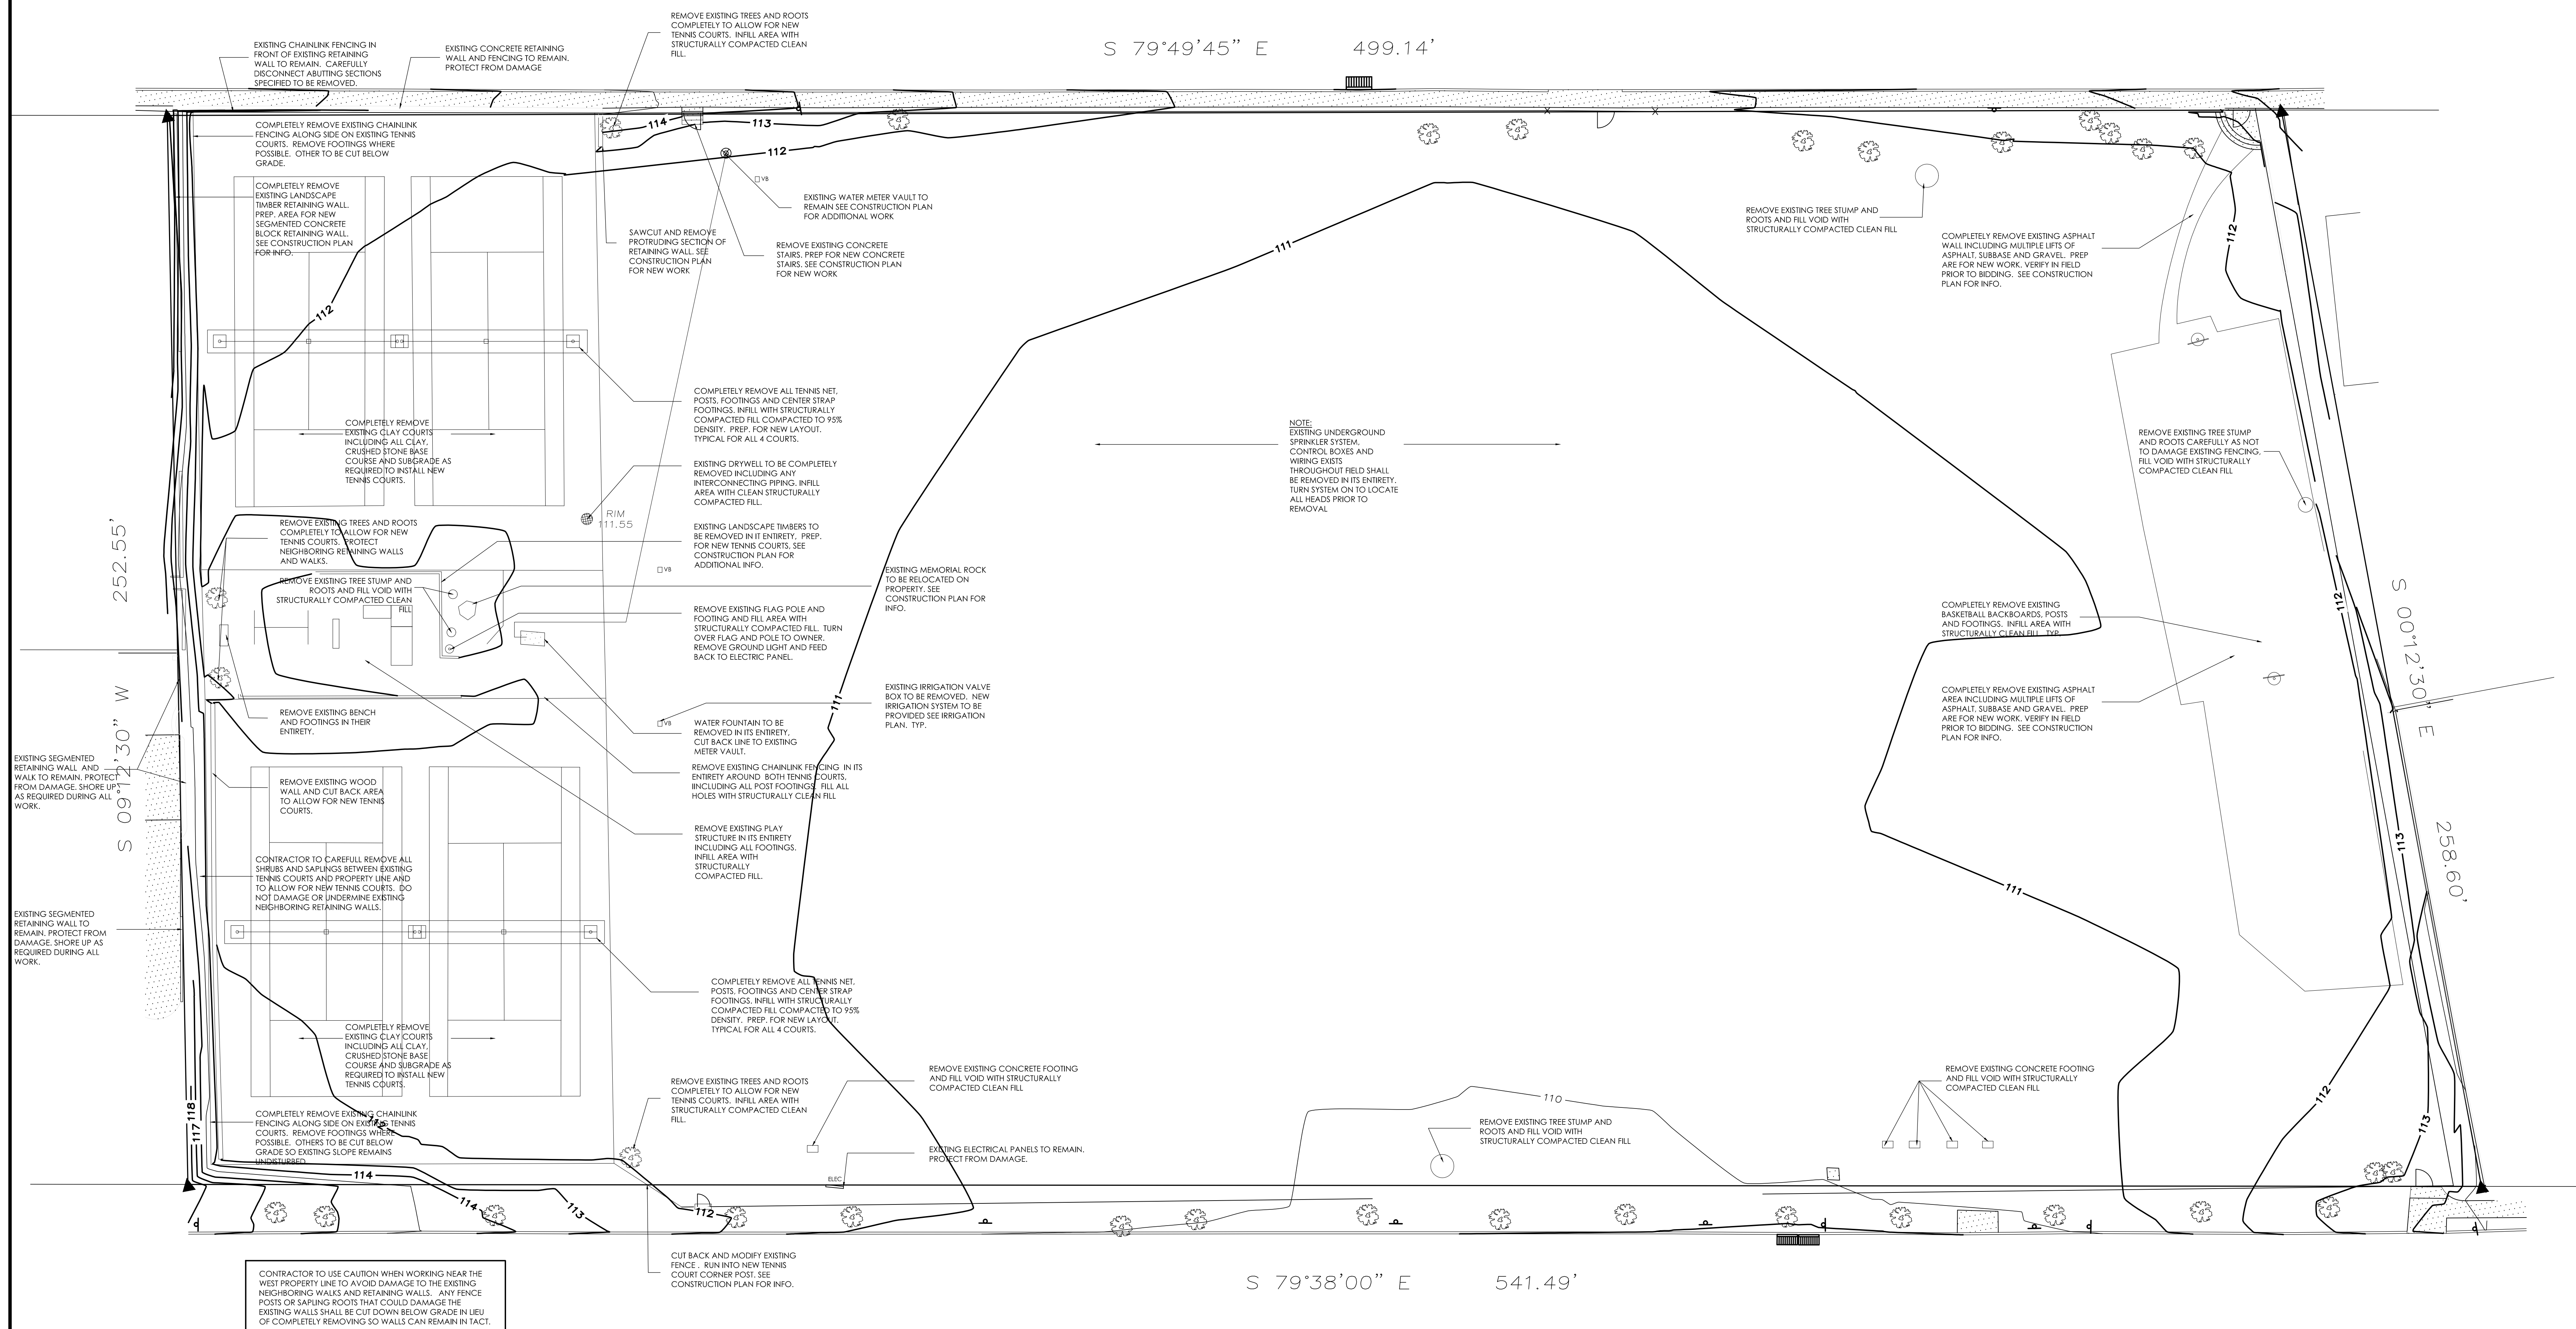 REMOVE EXISTING TREES AND ROOTS
COMPLETELY TO ALLOW FOR NEW
TENNIS COURTS.  INFILL AREA WITH
STRUCTURALLY COMPACTED CLEAN
FILL.
EXISTING CHAINLINK FENCING IN
FRONT OF EXISTING RETAINING
WALL TO REMAIN.  CAREFULLY
DISCONNECT ABUTTING SECTIONS
SPECIFIED TO BE REMOVED.
EXISTING CONCRETE RETAINING
WALL AND FENCING TO REMAIN.
PROTECT FROM DAMAGE
S 79°49'45" E          499.14'
COMPLETELY REMOVE EXISTING CHAINLINK
FENCING ALONG SIDE ON EXISTING TENNIS
COURTS.  REMOVE FOOTINGS WHERE
POSSIBLE.  OTHER TO BE CUT BELOW
GRADE.
114
113
112
VB
COMPLETELY REMOVE
EXISTING LANDSCAPE
TIMBER RETAINING WALL.
PREP. AREA FOR NEW
SEGMENTED CONCRETE
BLOCK RETAINING WALL.
SEE CONSTRUCTION PLAN
FOR INFO.
EXISTING WATER METER VAULT TO
REMAIN SEE CONSTRUCTION PLAN
FOR ADDITIONAL WORK
SAWCUT AND REMOVE
PROTRUDING SECTION OF
RETAINING WALL. SEE
CONSTRUCTION PLAN
FOR NEW WORK
REMOVE EXISTING CONCRETE
STAIRS. PREP FOR NEW CONCRETE
STAIRS. SEE CONSTRUCTION PLAN
FOR NEW WORK
REMOVE EXISTING TREE STUMP AND
ROOTS AND FILL VOID WITH
STRUCTURALLY COMPACTED CLEAN FILL
COMPLETELY REMOVE EXISTING ASPHALT
WALL INCLUDING MULTIPLE LIFTS OF
ASPHALT, SUBBASE AND GRAVEL.  PREP
ARE FOR NEW WORK. VERIFY IN FIELD
PRIOR TO BIDDING.  SEE CONSTRUCTION
PLAN FOR INFO.
112
111
112
COMPLETELY REMOVE ALL TENNIS NET,
POSTS, FOOTINGS AND CENTER STRAP
FOOTINGS. INFILL WITH STRUCTURALLY
COMPACTED FILL COMPACTED TO 95%
DENSITY.  PREP. FOR NEW LAYOUT.
TYPICAL FOR ALL 4 COURTS.
COMPLETELY REMOVE
EXISTING CLAY COURTS
INCLUDING ALL CLAY,
CRUSHED STONE BASE
COURSE AND SUBGRADE AS
REQUIRED TO INSTALL NEW
TENNIS COURTS.
NOTE:
EXISTING UNDERGROUND
SPRINKLER SYSTEM,
CONTROL BOXES AND
WIRING EXISTS
THROUGHOUT FIELD SHALL
BE REMOVED IN ITS ENTIRETY.
TURN SYSTEM ON TO LOCATE
ALL HEADS PRIOR TO
REMOVAL
REMOVE EXISTING TREE STUMP
AND ROOTS CAREFULLY AS NOT
TO DAMAGE EXISTING FENCING.
FILL VOID WITH STRUCTURALLY
COMPACTED CLEAN FILL
EXISTING DRYWELL TO BE COMPLETELY
REMOVED INCLUDING ANY
INTERCONNECTING PIPING. INFILL
AREA WITH CLEAN STRUCTURALLY
COMPACTED FILL.
RIM
111.55
REMOVE EXISTING TREES AND ROOTS
COMPLETELY TO ALLOW FOR NEW
TENNIS COURTS.  PROTECT
NEIGHBORING RETAINING WALLS
AND WALKS.
EXISTING LANDSCAPE TIMBERS TO
BE REMOVED IN IT ENTIRETY,  PREP.
FOR NEW TENNIS COURTS, SEE
CONSTRUCTION PLAN FOR
ADDITIONAL INFO.
VB
EXISTING MEMORIAL ROCK
TO BE RELOCATED ON
PROPERTY. SEE
CONSTRUCTION PLAN FOR
INFO.
REMOVE EXISTING TREE STUMP AND
ROOTS AND FILL VOID WITH
STRUCTURALLY COMPACTED CLEAN
FILL
REMOVE EXISTING FLAG POLE AND
FOOTING AND FILL AREA WITH
STRUCTURALLY COMPACTED FILL.  TURN
OVER FLAG AND POLE TO OWNER.
REMOVE GROUND LIGHT AND FEED
BACK TO ELECTRIC PANEL.
COMPLETELY REMOVE EXISTING
BASKETBALL BACKBOARDS, POSTS
AND FOOTINGS. INFILL AREA WITH
STRUCTURALLY CLEAN FILL.  TYP.
112
S 09°12'30" W          252.55'
S 00°12'30" E          258.60'
EXISTING IRRIGATION VALVE
BOX TO BE REMOVED.  NEW
IRRIGATION SYSTEM TO BE
PROVIDED SEE IRRIGATION
PLAN.  TYP.
111
COMPLETELY REMOVE EXISTING ASPHALT
AREA INCLUDING MULTIPLE LIFTS OF
ASPHALT, SUBBASE AND GRAVEL.  PREP
ARE FOR NEW WORK. VERIFY IN FIELD
PRIOR TO BIDDING.  SEE CONSTRUCTION
PLAN FOR INFO.
REMOVE EXISTING BENCH
AND FOOTINGS IN THEIR
ENTIRETY.
VB
WATER FOUNTAIN TO BE
REMOVED IN ITS ENTIRETY,
CUT BACK LINE TO EXISTING
METER VAULT.
EXISTING SEGMENTED
RETAINING WALL  AND
WALK TO REMAIN. PROTECT
FROM DAMAGE. SHORE UP
AS REQUIRED DURING ALL
WORK.
REMOVE EXISTING CHAINLINK FENCING  IN ITS
ENTIRETY AROUND  BOTH TENNIS COURTS,
IINCLUDING ALL POST FOOTINGS,  FILL ALL
HOLES WITH STRUCTURALLY CLEAN FILL
REMOVE EXISTING WOOD
WALL AND CUT BACK AREA
TO ALLOW FOR NEW TENNIS
COURTS.
REMOVE EXISTING PLAY
STRUCTURE IN ITS ENTIRETY
INCLUDING ALL FOOTINGS.
INFILL AREA WITH
STRUCTURALLY
COMPACTED FILL.
113
CONTRACTOR TO CAREFULL REMOVE ALL
SHRUBS AND SAPLINGS BETWEEN EXISTING
TENNIS COURTS AND PROPERTY LINE AND
TO ALLOW FOR NEW TENNIS COURTS.  DO
NOT DAMAGE OR UNDERMINE EXISTING
NEIGHBORING RETAINING WALLS.
111
EXISTING SEGMENTED
RETAINING WALL TO
REMAIN. PROTECT FROM
DAMAGE. SHORE UP AS
REQUIRED DURING ALL
WORK.
COMPLETELY REMOVE ALL TENNIS NET,
POSTS, FOOTINGS AND CENTER STRAP
FOOTINGS. INFILL WITH STRUCTURALLY
COMPACTED FILL COMPACTED TO 95%
DENSITY.  PREP. FOR NEW LAYOUT.
TYPICAL FOR ALL 4 COURTS.
COMPLETELY REMOVE
EXISTING CLAY COURTS
INCLUDING ALL CLAY,
CRUSHED STONE BASE
COURSE AND SUBGRADE AS
REQUIRED TO INSTALL NEW
TENNIS COURTS.
REMOVE EXISTING CONCRETE FOOTING
AND FILL VOID WITH STRUCTURALLY
COMPACTED CLEAN FILL
REMOVE EXISTING CONCRETE FOOTING
AND FILL VOID WITH STRUCTURALLY
COMPACTED CLEAN FILL
REMOVE EXISTING TREES AND ROOTS
COMPLETELY TO ALLOW FOR NEW
TENNIS COURTS.  INFILL AREA WITH
STRUCTURALLY COMPACTED CLEAN
FILL.
110
112
118
117
COMPLETELY REMOVE EXISTING CHAINLINK
FENCING ALONG SIDE ON EXISTING TENNIS
COURTS.  REMOVE FOOTINGS WHERE
POSSIBLE.  OTHERS TO BE CUT BELOW
GRADE SO EXISTING SLOPE REMAINS
UNDISTURBED.
112
REMOVE EXISTING TREE STUMP AND
ROOTS AND FILL VOID WITH
STRUCTURALLY COMPACTED CLEAN FILL
113
EXISTING ELECTRICAL PANELS TO REMAIN.
PROTECT FROM DAMAGE.
ELEC
114
114
113
112
CUT BACK AND MODIFY EXISTING
FENCE .  RUN INTO NEW TENNIS
COURT CORNER POST. SEE
CONSTRUCTION PLAN FOR INFO.
S 79°38'00" E          541.49'
CONTRACTOR TO USE CAUTION WHEN WORKING NEAR THE
WEST PROPERTY LINE TO AVOID DAMAGE TO THE EXISTING
NEIGHBORING WALKS AND RETAINING WALLS.   ANY FENCE
POSTS OR SAPLING ROOTS THAT COULD DAMAGE THE
EXISTING WALLS SHALL BE CUT DOWN BELOW GRADE IN LIEU
OF COMPLETELY REMOVING SO WALLS CAN REMAIN IN TACT.